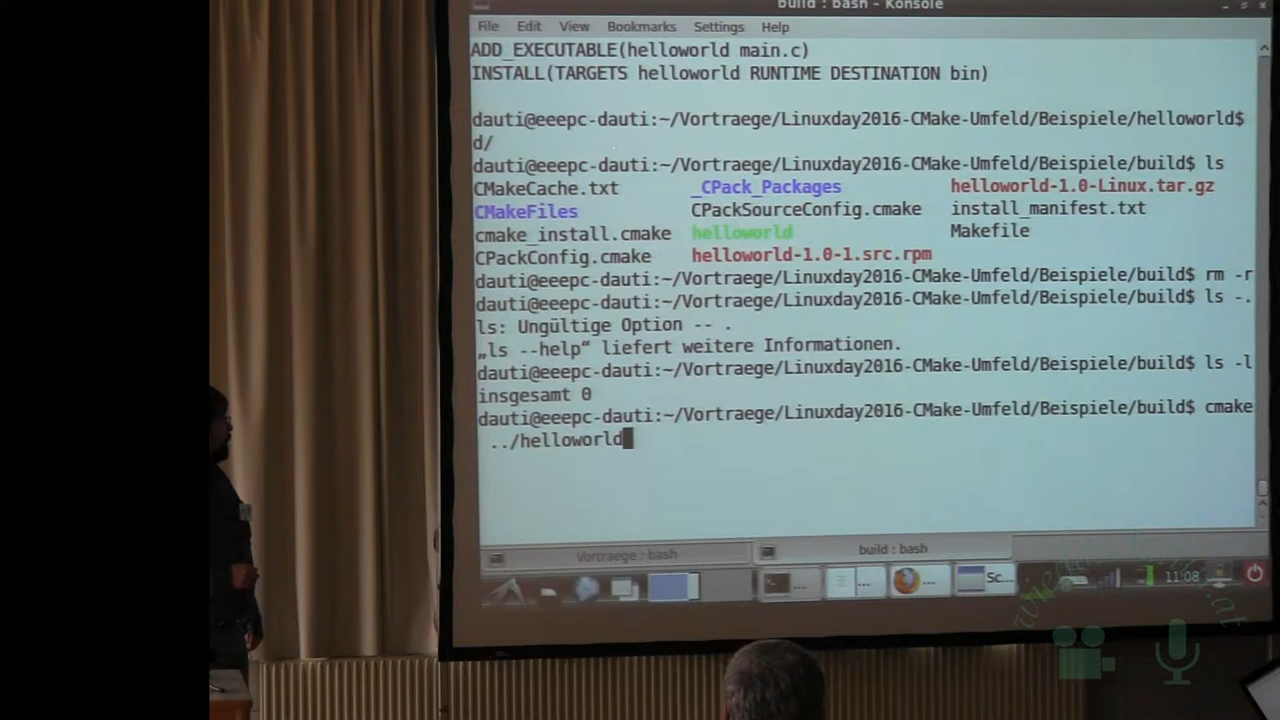 build : bash - Konsole
File Edit View Bookmarks Settings Help
ADD_EXECUTABLE(helloworld main.c)
INSTALL(TARGETS helloworld RUNTIME DESTINATION bin)
dauti@eeepc-dauti:~/Vortraege/Linuxday2016-CMake-Umfeld/Beispiele/helloworld$
d/
dauti@eeepc-dauti:~/Vortraege/Linuxday2016-CMake-Umfeld/Beispiele/build$ ls
CMakeCache.txt _CPack_Packages helloworld-1.0-Linux.tar.gz
CMakeFiles CPackSourceConfig.cmake install_manifest.txt
cmake_install.cmake helloworld Makefile
CPackConfig.cmake helloworld-1.0-1.src.rpm
dauti@eeepc-dauti:~/Vortraege/Linuxday2016-CMake-Umfeld/Beispiele/build$ rm -r
dauti@eeepc-dauti:~/Vortraege/Linuxday2016-CMake-Umfeld/Beispiele/build$ ls -.
ls: Ungültige Option -- .
„ls --help“ liefert weitere Informationen.
dauti@eeepc-dauti:~/Vortraege/Linuxday2016-CMake-Umfeld/Beispiele/build$ ls -l
insgesamt 0
dauti@eeepc-dauti:~/Vortraege/Linuxday2016-CMake-Umfeld/Beispiele/build$ cmake
../helloworld
Vortraege : bash build : bash
... ... ... Sc... 11:08